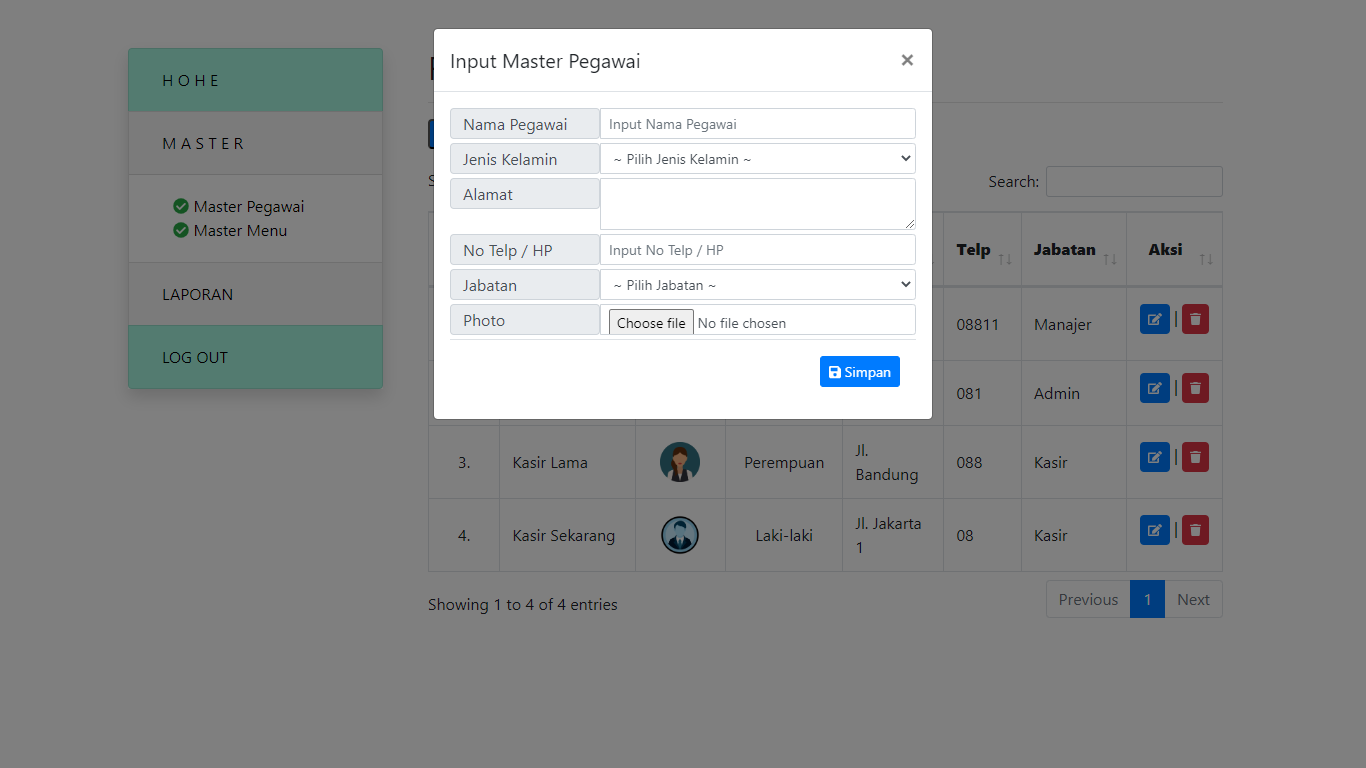 Input Master Pegawai ×
Nama Pegawai Input Nama Pegawai
Jenis Kelamin ~ Pilih Jenis Kelamin ~
Alamat
No Telp / HP Input No Telp / HP
Jabatan ~ Pilih Jabatan ~
Photo Choose file No file chosen
Simpan
H O H E
M A S T E R
Master Pegawai
Master Menu
LAPORAN
LOG OUT
Search:
Telp Jabatan Aksi
08811 Manajer |
081 Admin |
3. Kasir Lama Perempuan Jl. Bandung 088 Kasir |
4. Kasir Sekarang Laki-laki Jl. Jakarta 1 08 Kasir |
Showing 1 to 4 of 4 entries
Previous 1 Next